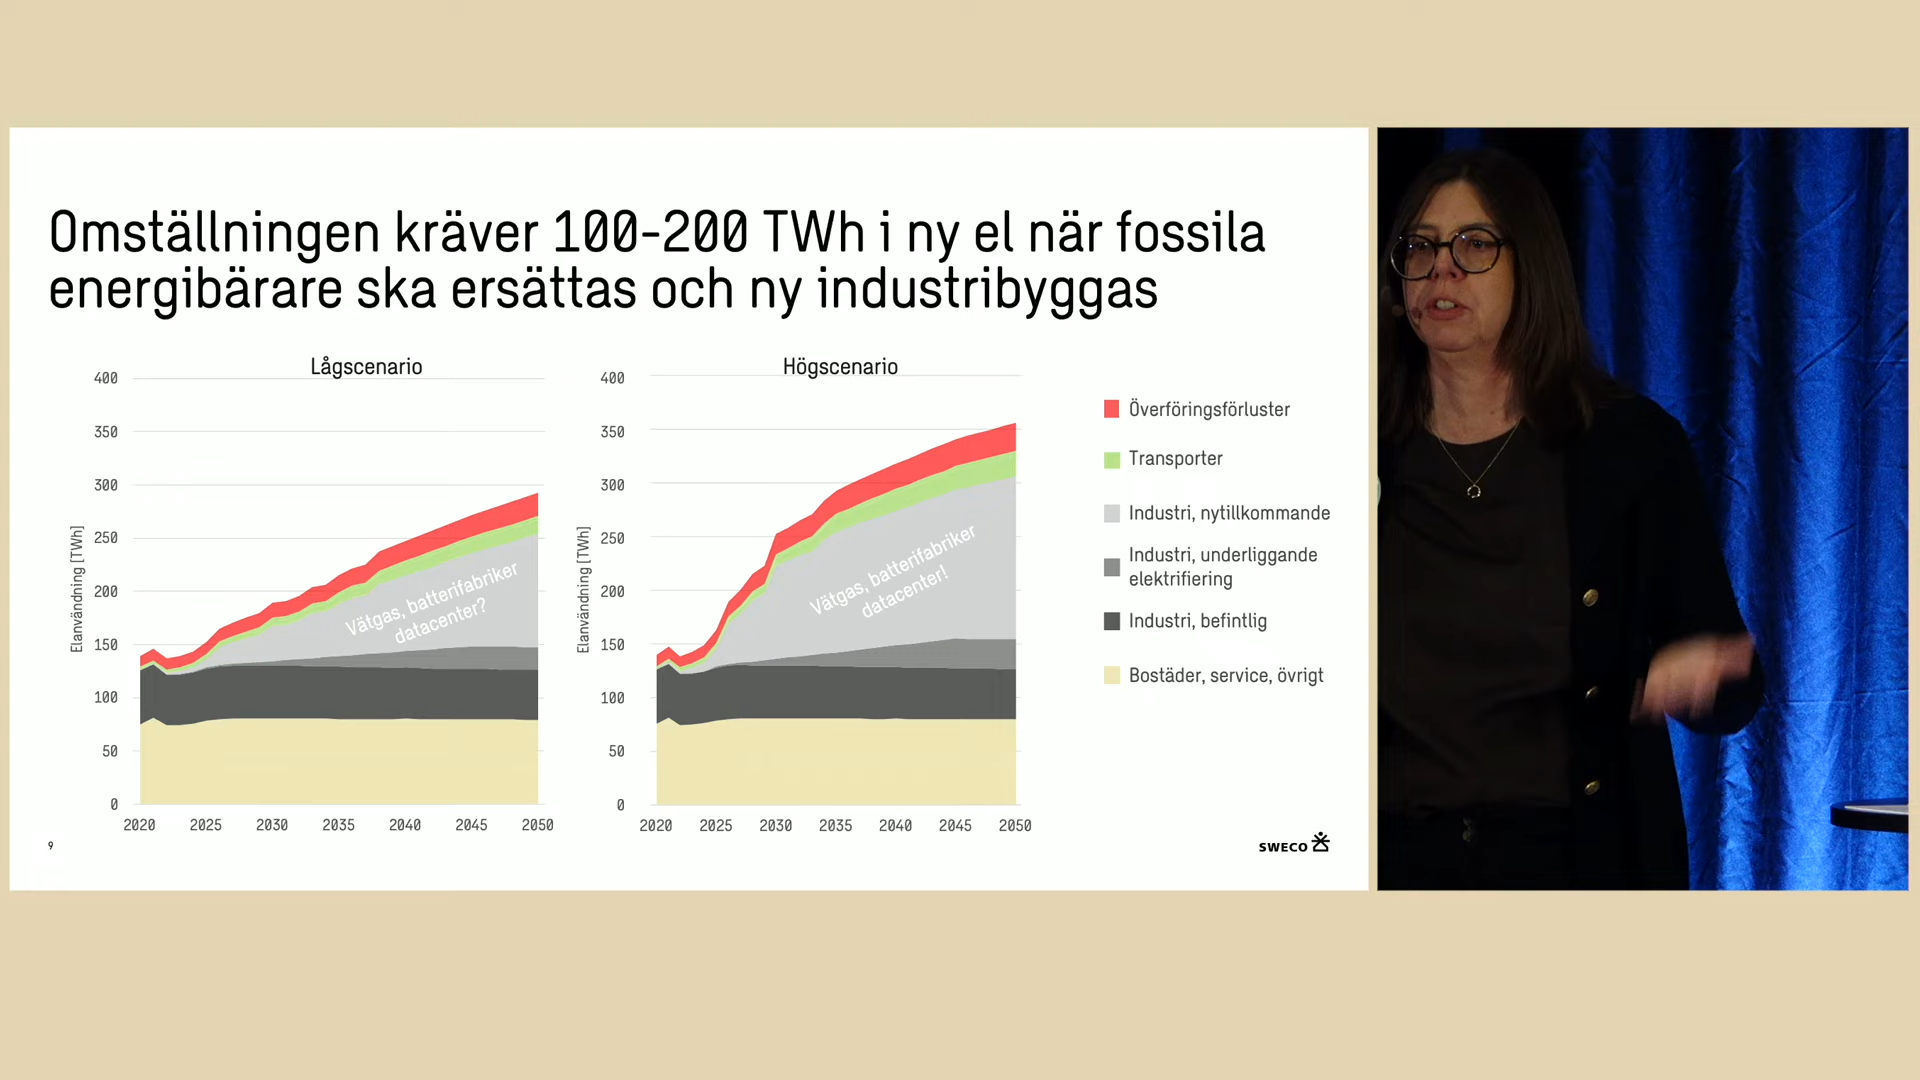 Omställningen kräver 100-200 TWh i ny el när fossila
energibärare ska ersättas och ny industribyggas
Lågscenario
Elanvändning [TWh]
400
350
300
250
200
150
100
50
0
Vätgas, batterifabriker
datacenter?
2020 2025 2030 2035 2040 2045 2050
Högscenario
Elanvändning [TWh]
400
350
300
250
200
150
100
50
0
Vätgas, batterifabriker
datacenter!
2020 2025 2030 2035 2040 2045 2050
Överföringsförluster
Transporter
Industri, nytillkommande
Industri, underliggande
elektrifiering
Industri, befintlig
Bostäder, service, övrigt
9
SWECO